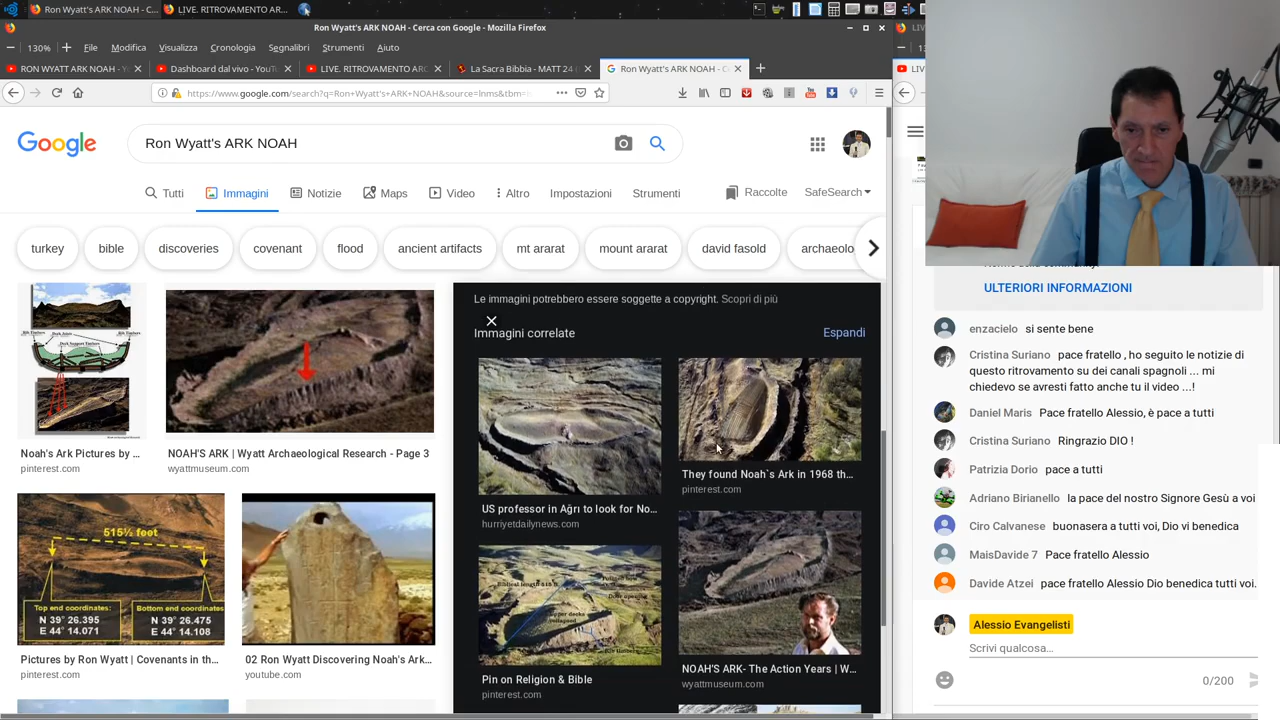 Ron Wyatt's ARK NOAH - C...
LIVE. RITROVAMENTO AR...
Ron Wyatt's ARK NOAH - Cerca con Google - Mozilla Firefox
130%
File Modifica Visualizza Cronologia Segnalibri Strumenti Aiuto
RON WYATT ARK NOAH - Y
Dashboard dal vivo - YouT
LIVE. RITROVAMENTO AR
La Sacra Bibbia - MATT 24 (
Ron Wyatt's ARK NOAH - C
https://www.google.com/search?q=Ron+Wyatt's+ARK+NOAH&source=lnms&tbm=i
Google
Ron Wyatt's ARK NOAH
Tutti Immagini Notizie Maps Video Altro Impostazioni Strumenti
Raccolte SafeSearch
turkey bible discoveries covenant flood ancient artifacts mt ararat mount ararat david fasold archaeolo
Noah's Ark Pictures by ...
pinterest.com
NOAH'S ARK | Wyatt Archaeological Research - Page 3
wyattmuseum.com
515½ feet
Top end coordinates:
N 39° 26.395
E 44° 14.071
Bottom end coordinates
N 39° 26.475
E 44° 14.108
Pictures by Ron Wyatt | Covenants in th...
pinterest.com
02 Ron Wyatt Discovering Noah's Ark...
youtube.com
Le immagini potrebbero essere soggette a copyright. Scopri di più
Immagini correlate
Espandi
US professor in Ağrı to look for No...
hurriyetdailynews.com
They found Noah`s Ark in 1968 th...
pinterest.com
Pin on Religion & Bible
pinterest.com
NOAH'S ARK- The Action Years | W...
wyattmuseum.com
ULTERIORI INFORMAZIONI
enzacielo si sente bene
Cristina Suriano pace fratello , ho seguito le notizie di
questo ritrovamento su dei canali spagnoli ... mi
chiedevo se avresti fatto anche tu il video ...!
Daniel Maris Pace fratello Alessio, è pace a tutti
Cristina Suriano Ringrazio DIO !
Patrizia Dorio pace a tutti
Adriano Birianello la pace del nostro Signore Gesù a voi
Ciro Calvanese buonasera a tutti voi, Dio vi benedica
MaisDavide 7 Pace fratello Alessio
Davide Atzei pace fratello Alessio Dio benedica tutti voi.
Alessio Evangelisti
Scrivi qualcosa...
0/200